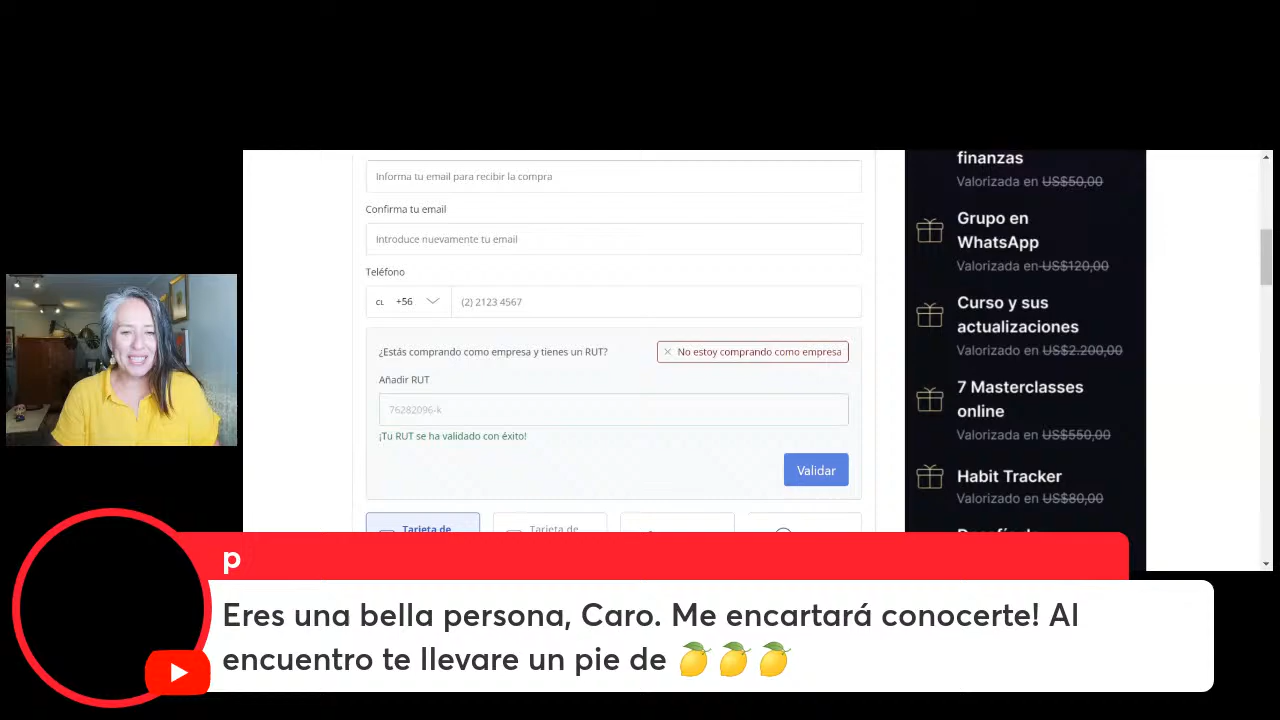 Informa tu email para recibir la compra
Confirma tu email
Introduce nuevamente tu email
Teléfono
CL +56 (2) 2123 4567
¿Estás comprando como empresa y tienes un RUT?
× No estoy comprando como empresa
Añadir RUT
76282096-k
¡Tu RUT se ha validado con éxito!
Validar
Tarjeta de
Tarjeta de
finanzas
Valorizada en US$50,00
Grupo en
WhatsApp
Valorizada en US$120,00
Curso y sus
actualizaciones
Valorizado en US$2.200,00
7 Masterclasses
online
Valorizada en US$550,00
Habit Tracker
Valorizado en US$80,00
p
Eres una bella persona, Caro. Me encartará conocerte! Al
encuentro te llevare un pie de 🍋🍋🍋